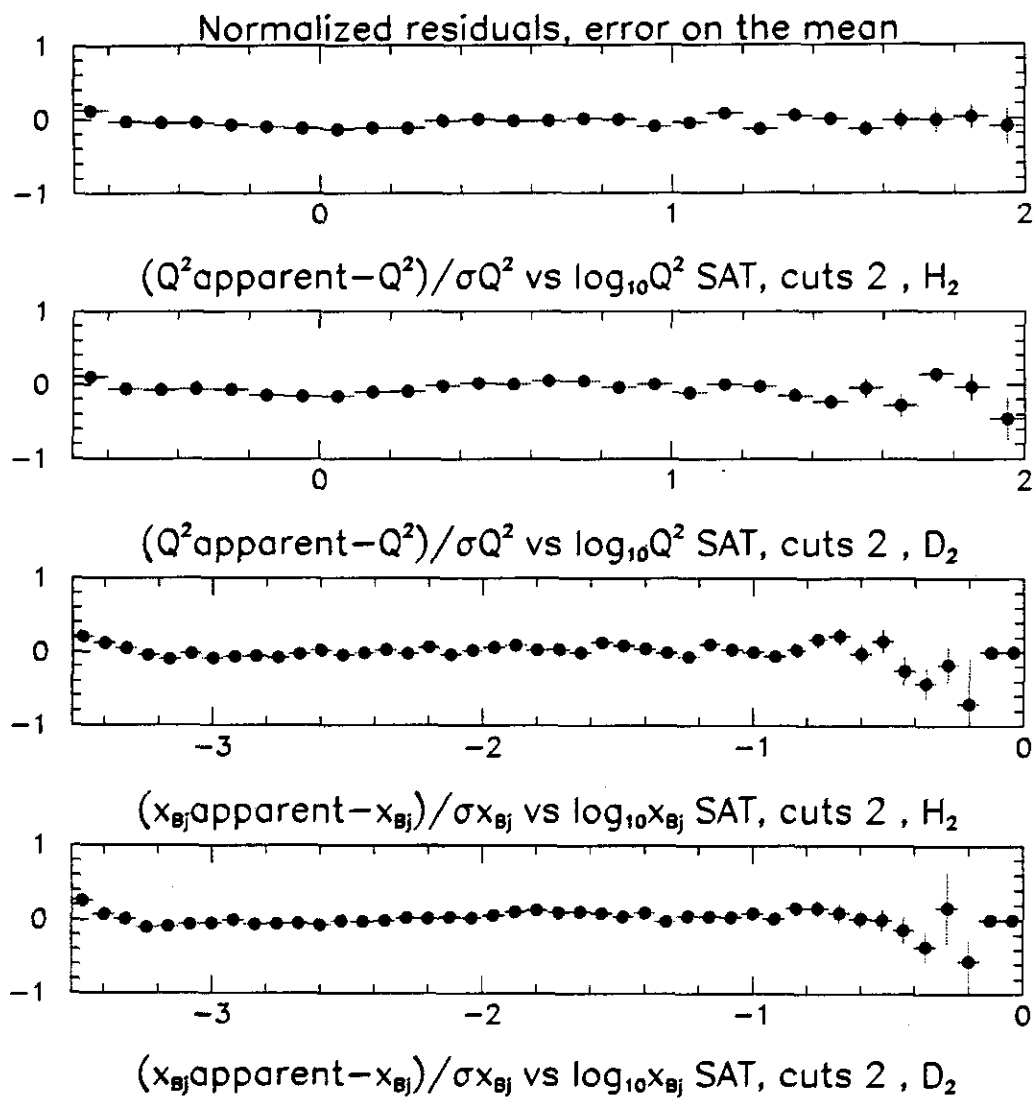 Normalized residuals, error on the mean
1
0
−1
0 1 2
(Q²apparent−Q²)/σQ² vs log₁₀Q² SAT, cuts 2 , H₂
1
0
−1
0 1 2
(Q²apparent−Q²)/σQ² vs log₁₀Q² SAT, cuts 2 , D₂
1
0
−1
−3 −2 −1 0
(x_Bj apparent−x_Bj)/σx_Bj vs log₁₀x_Bj SAT, cuts 2 , H₂
1
0
−1
−3 −2 −1 0
(x_Bj apparent−x_Bj)/σx_Bj vs log₁₀x_Bj SAT, cuts 2 , D₂